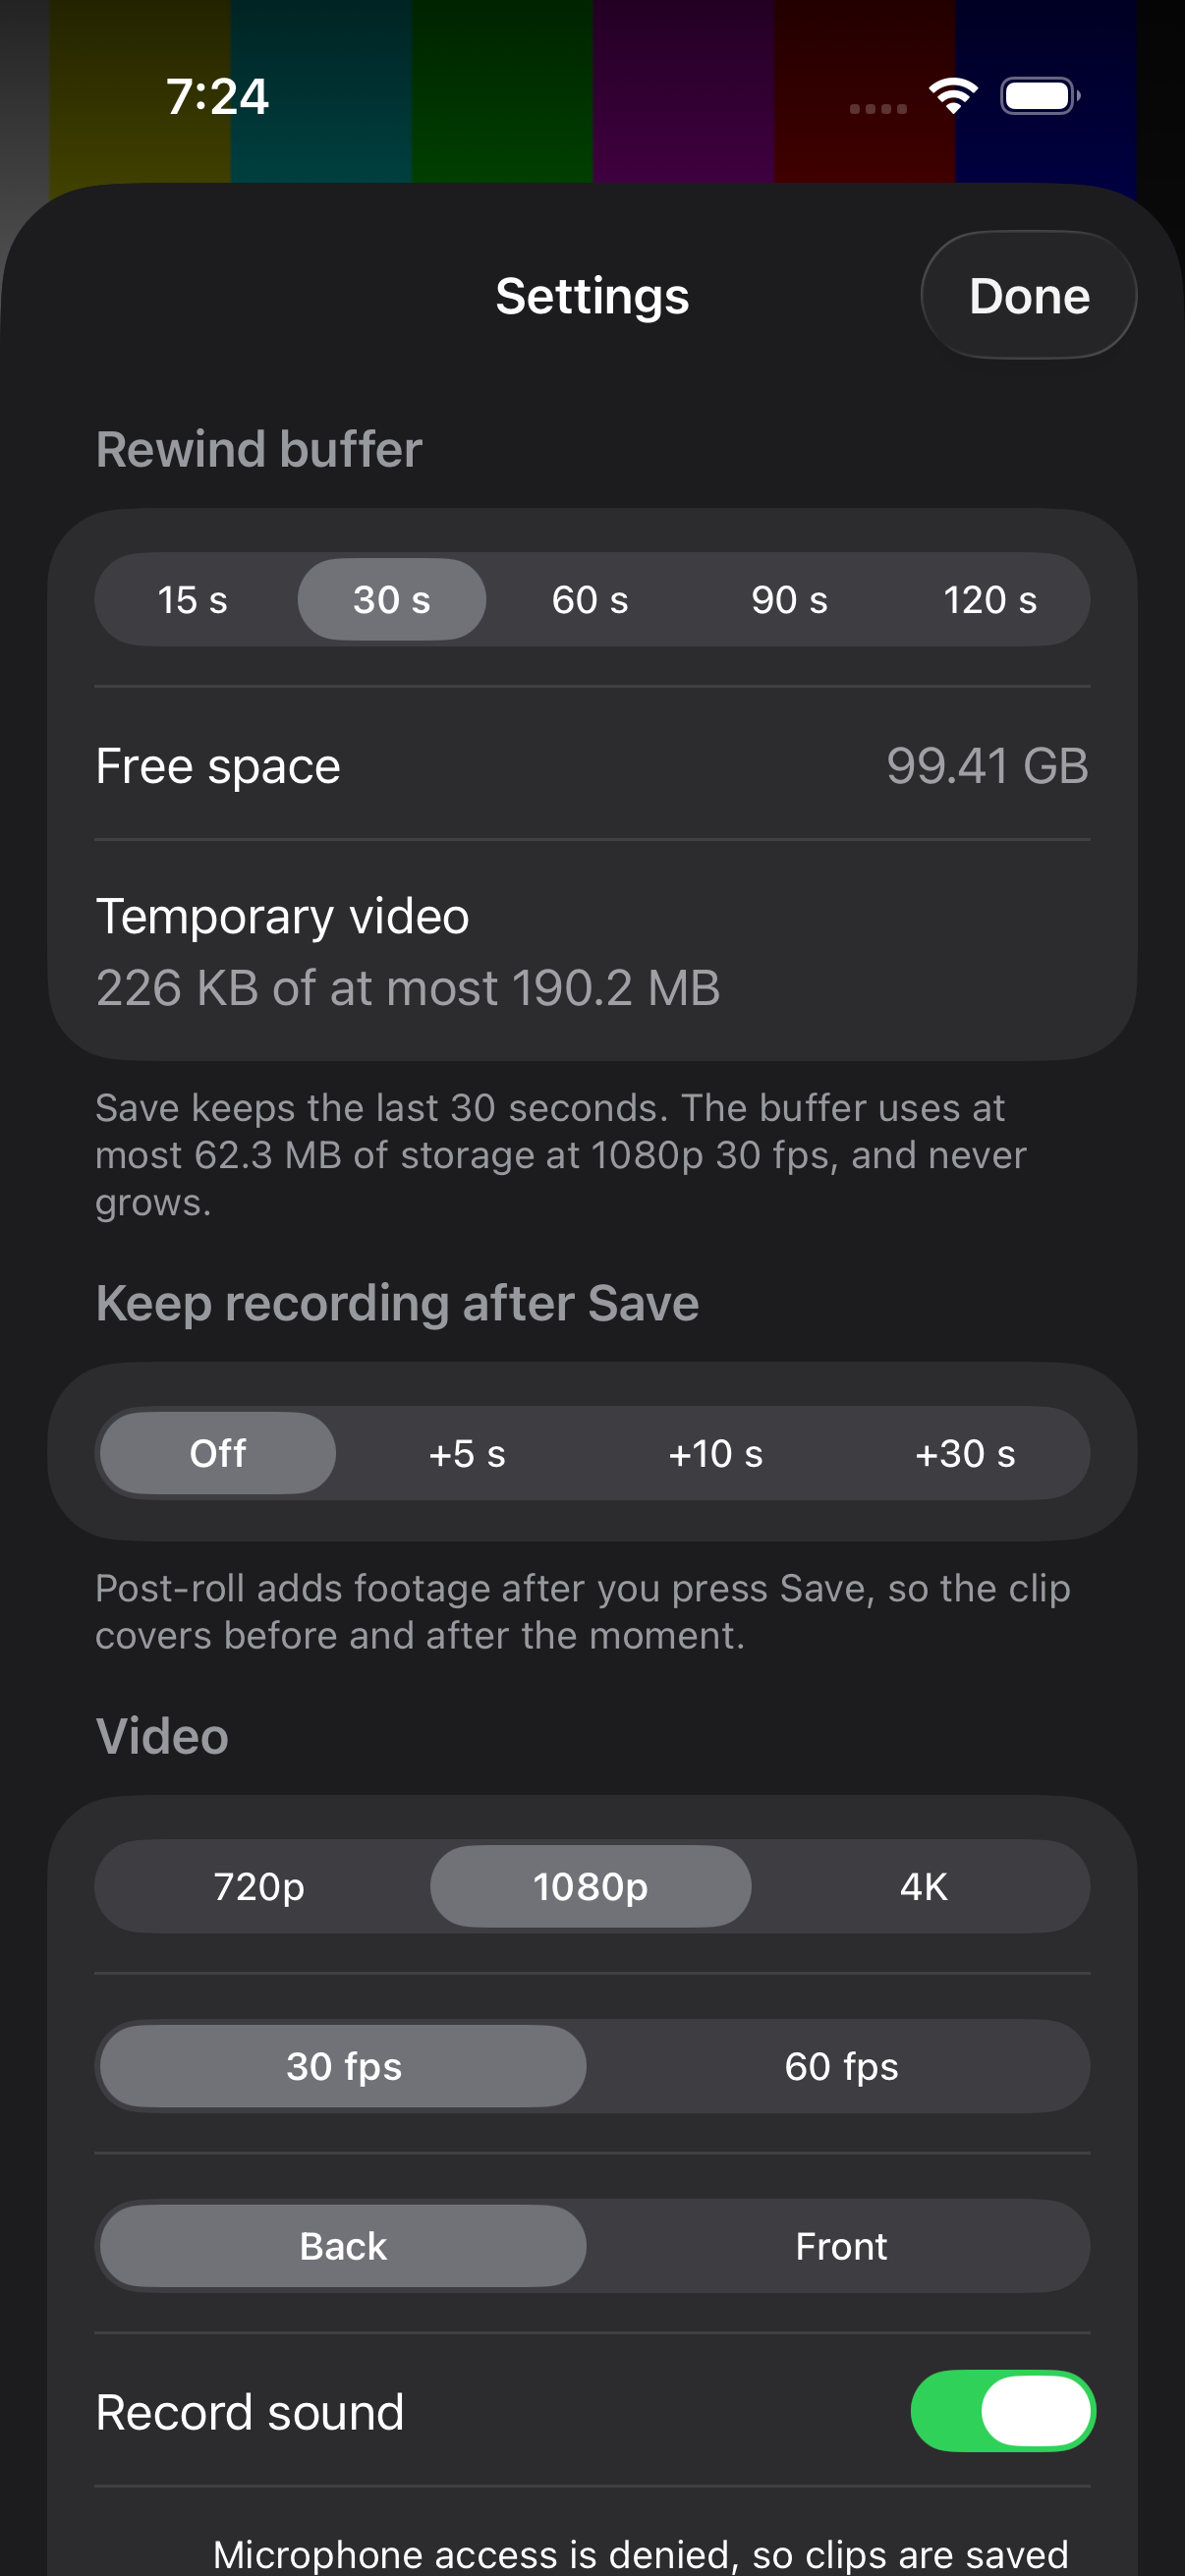 7:24
Settings
Done
Rewind buffer
15 s
30 s
60 s
90 s
120 s
Free space
99.41 GB
Temporary video
226 KB of at most 190.2 MB
Save keeps the last 30 seconds. The buffer uses at
most 62.3 MB of storage at 1080p 30 fps, and never
grows.
Keep recording after Save
Off
+5 s
+10 s
+30 s
Post-roll adds footage after you press Save, so the clip
covers before and after the moment.
Video
720p
1080p
4K
30 fps
60 fps
Back
Front
Record sound
Microphone access is denied, so clips are saved